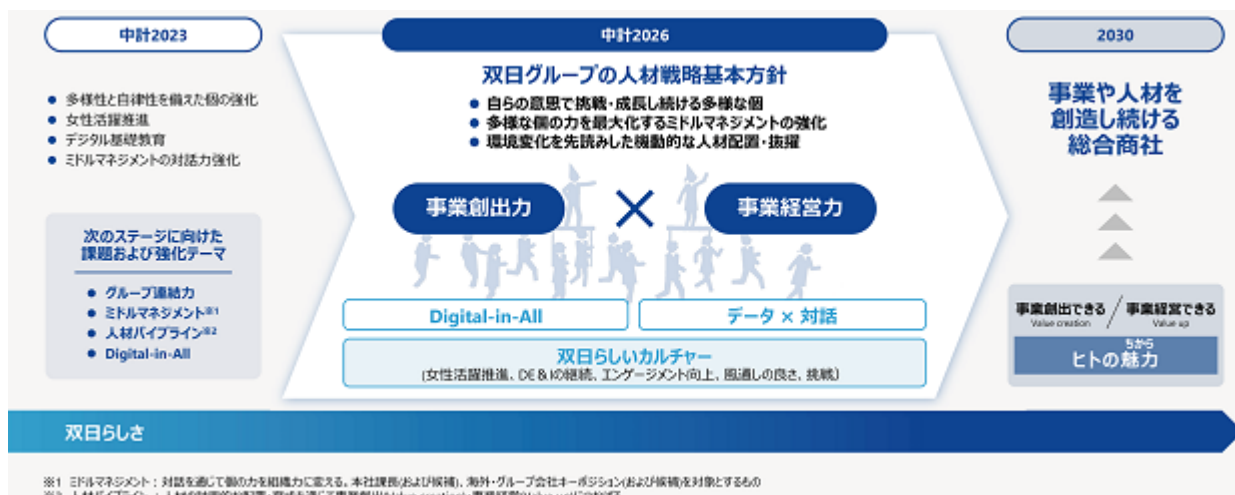 中計2023
● 多様性と自律性を備えた個の強化
● 女性活躍推進
● デジタル基礎教育
● ミドルマネジメントの対話力強化
次のステージに向けた
課題および強化テーマ
● グループ連結力
● ミドルマネジメント※1
● 人材パイプライン※2
● Digital-in-All
中計2026
双日グループの人材戦略基本方針
● 自らの意思で挑戦・成長し続ける多様な個
● 多様な個の力を最大化するミドルマネジメントの強化
● 環境変化を先読みした機動的な人材配置・抜擢
事業創出力 × 事業経営力
Digital-in-All
データ × 対話
双日らしいカルチャー
(女性活躍推進、DE&Iの継続、エンゲージメント向上、風通しの良さ、挑戦)
2030
事業や人材を
創造し続ける
総合商社
事業創出できる / 事業経営できる
Value creation Value up
ちから
ヒトの魅力
双日らしさ
※1 ミドルマネジメント : 対話を通じて個の力を組織力に変える、本社課長(および候補)、海外・グループ会社キーポジション(および候補)を対象とするもの